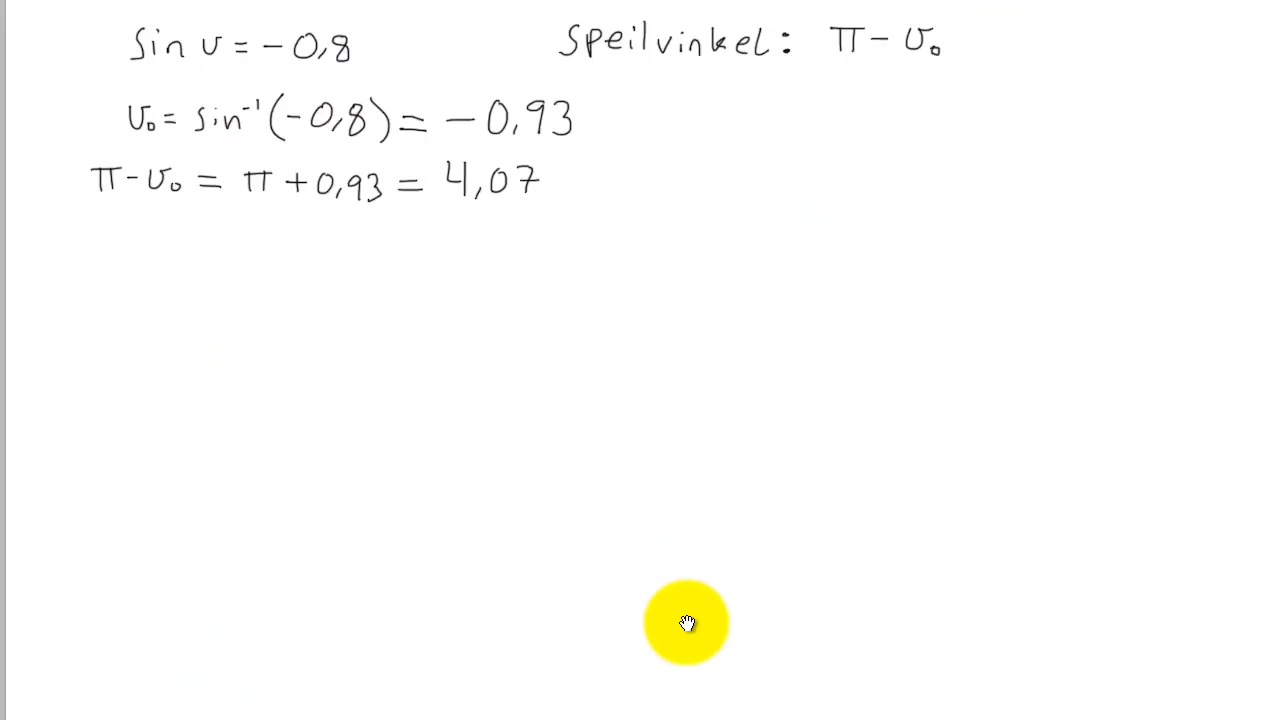 sin v = -0,8
Speilvinkel: π - v₀
v₀ = sin⁻¹(-0,8) = -0,93
π - v₀ = π + 0,93 = 4,07